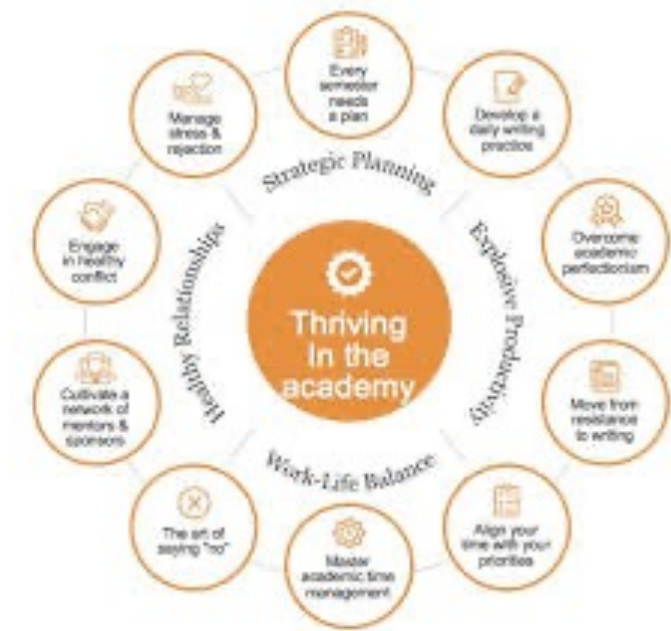 Every
semester
needs
a plan
Develop a
daily writing
practice
Overcome
academic
perfectionism
Move from
resistance
to writing
Align your
time with your
priorities
Master
academic time
management
The art of
saying "no"
Cultivate a
network of
mentors &
sponsors
Engage
in healthy
conflict
Manage
stress &
rejection
Strategic Planning
Explosive Productivity
Work-Life Balance
Healthy Relationships
Thriving
In the
academy